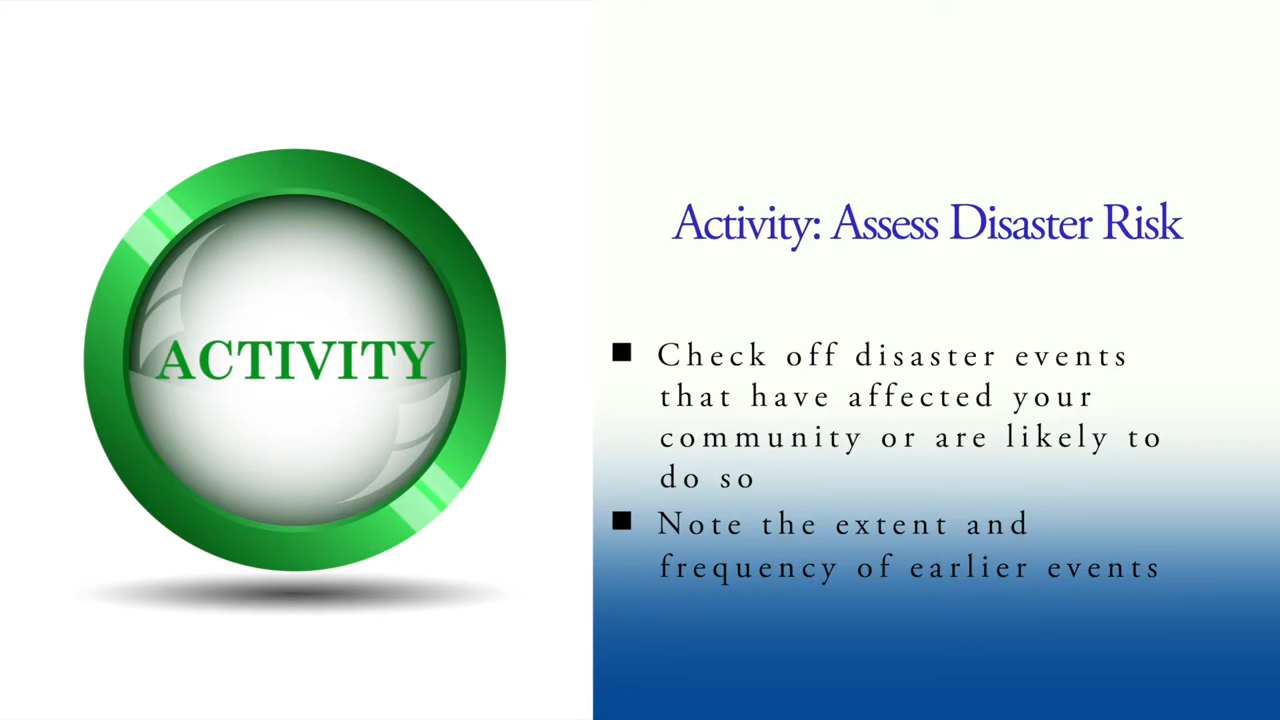 ACTIVITY
Activity: Assess Disaster Risk
Check off disaster events
that have affected your
community or are likely to
do so
Note the extent and
frequency of earlier events